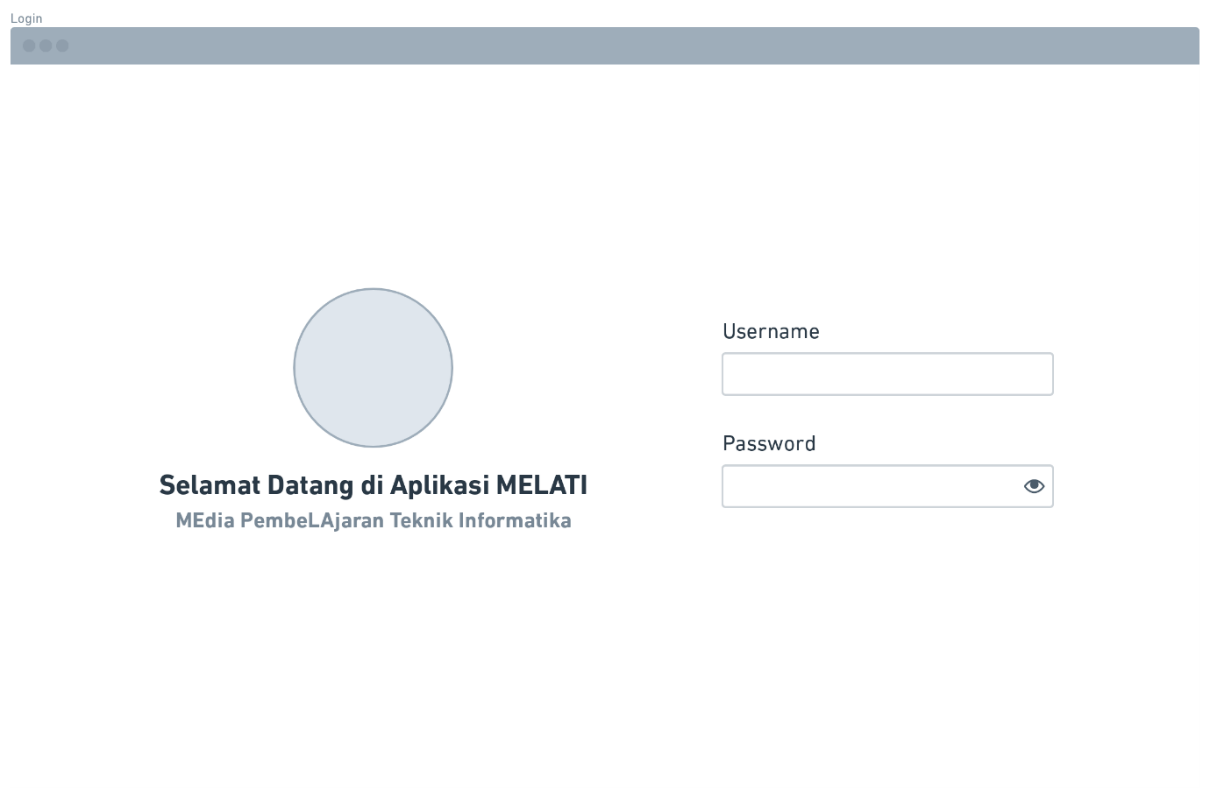 Login
Selamat Datang di Aplikasi MELATI
MEdia PembeLAjaran Teknik Informatika
Username
Password